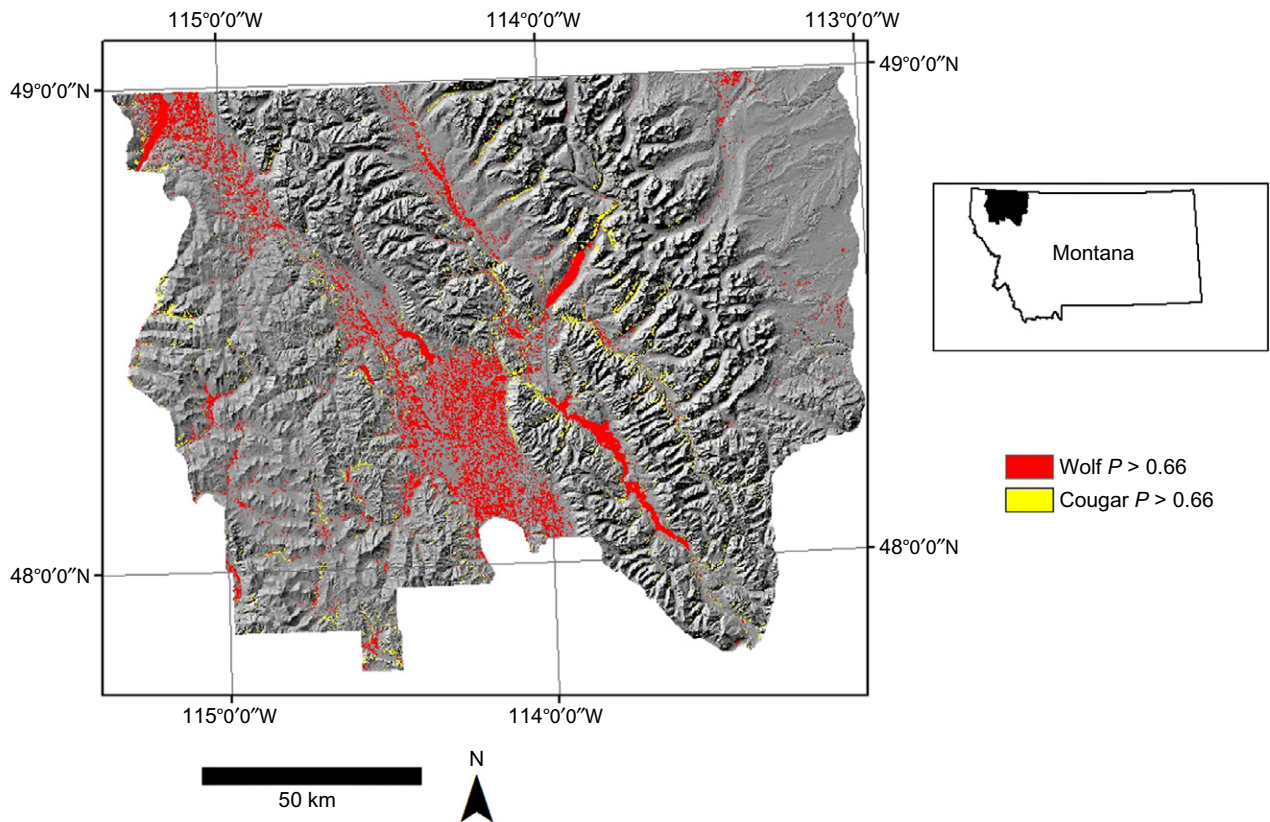 115°0′0″W 114°0′0″W 113°0′0″W
49°0′0″N 49°0′0″N
Montana
Wolf P > 0.66
Cougar P > 0.66
48°0′0″N 48°0′0″N
115°0′0″W 114°0′0″W
50 km
N